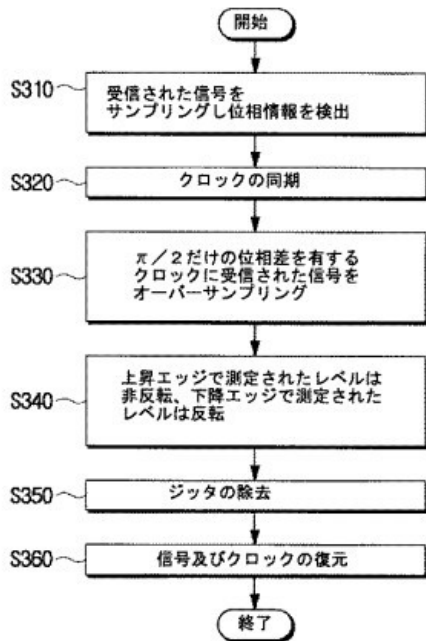 開始
S310
受信された信号を
サンプリングし位相情報を検出
S320
クロックの同期
S330
π/2だけの位相差を有する
クロックに受信された信号を
オーバーサンプリング
S340
上昇エッジで測定されたレベルは
非反転、下降エッジで測定された
レベルは反転
S350
ジッタの除去
S360
信号及びクロックの復元
終了